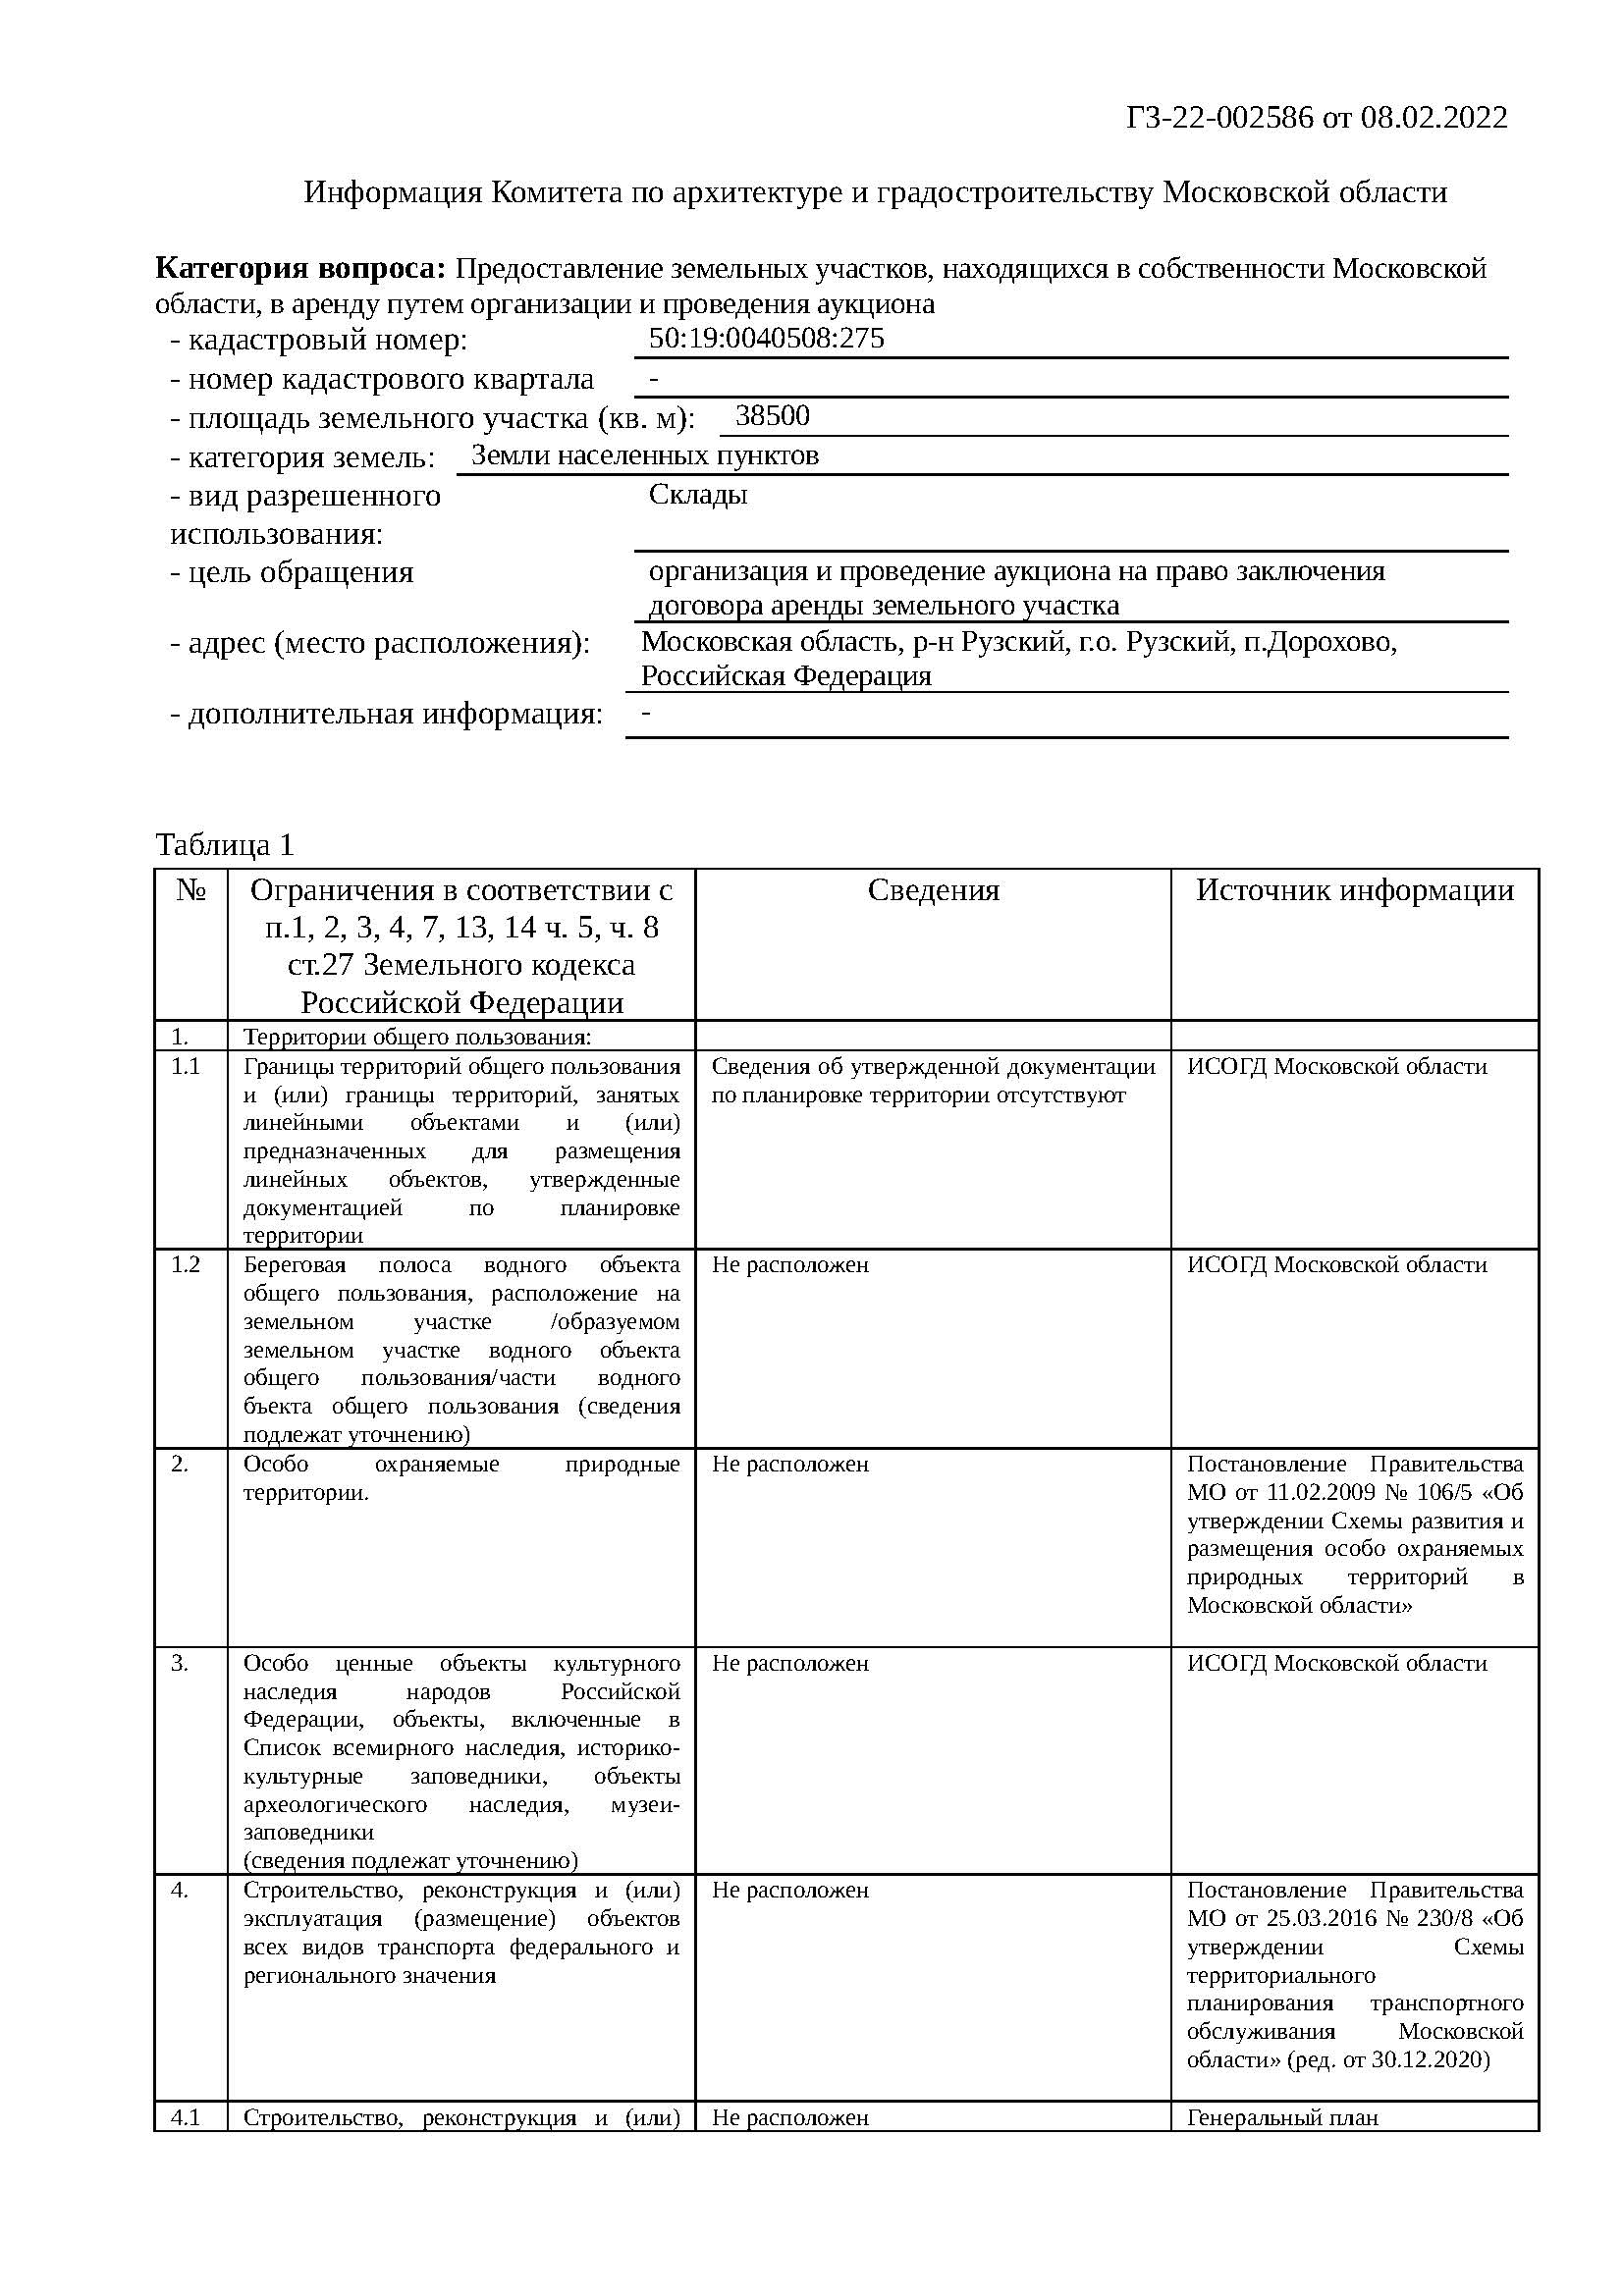 ГЗ-22-002586 от 08.02.2022
Информация Комитета по архитектуре и градостроительству Московской области
Категория вопроса: Предоставление земельных участков, находящихся в собственности Московской
области, в аренду путем организации и проведения аукциона
- кадастровый номер: 50:19:0040508:275
- номер кадастрового квартала -
- площадь земельного участка (кв. м): 38500
- категория земель: Земли населенных пунктов
- вид разрешенного Склады
использования:
- цель обращения организация и проведение аукциона на право заключения
договора аренды земельного участка
- адрес (место расположения): Московская область, р-н Рузский, г.о. Рузский, п.Дорохово,
Российская Федерация
- дополнительная информация: -
Таблица 1
№ Ограничения в соответствии с Сведения Источник информации
п.1, 2, 3, 4, 7, 13, 14 ч. 5, ч. 8
ст.27 Земельного кодекса
Российской Федерации
1. Территории общего пользования:
1.1 Границы территорий общего пользования Сведения об утвержденной документации ИСОГД Московской области
и (или) границы территорий, занятых по планировке территории отсутствуют
линейными объектами и (или)
предназначенных для размещения
линейных объектов, утвержденные
документацией по планировке
территории
1.2 Береговая полоса водного объекта Не расположен ИСОГД Московской области
общего пользования, расположение на
земельном участке /образуемом
земельном участке водного объекта
общего пользования/части водного
бъекта общего пользования (сведения
подлежат уточнению)
2. Особо охраняемые природные Не расположен Постановление Правительства
территории. МО от 11.02.2009 № 106/5 «Об
утверждении Схемы развития и
размещения особо охраняемых
природных территорий в
Московской области»
3. Особо ценные объекты культурного Не расположен ИСОГД Московской области
наследия народов Российской
Федерации, объекты, включенные в
Список всемирного наследия, историко-
культурные заповедники, объекты
археологического наследия, музеи-
заповедники
(сведения подлежат уточнению)
4. Строительство, реконструкция и (или) Не расположен Постановление Правительства
эксплуатация (размещение) объектов МО от 25.03.2016 № 230/8 «Об
всех видов транспорта федерального и утверждении Схемы
регионального значения территориального
планирования транспортного
обслуживания Московской
области» (ред. от 30.12.2020)
4.1 Строительство, реконструкция и (или) Не расположен Генеральный план